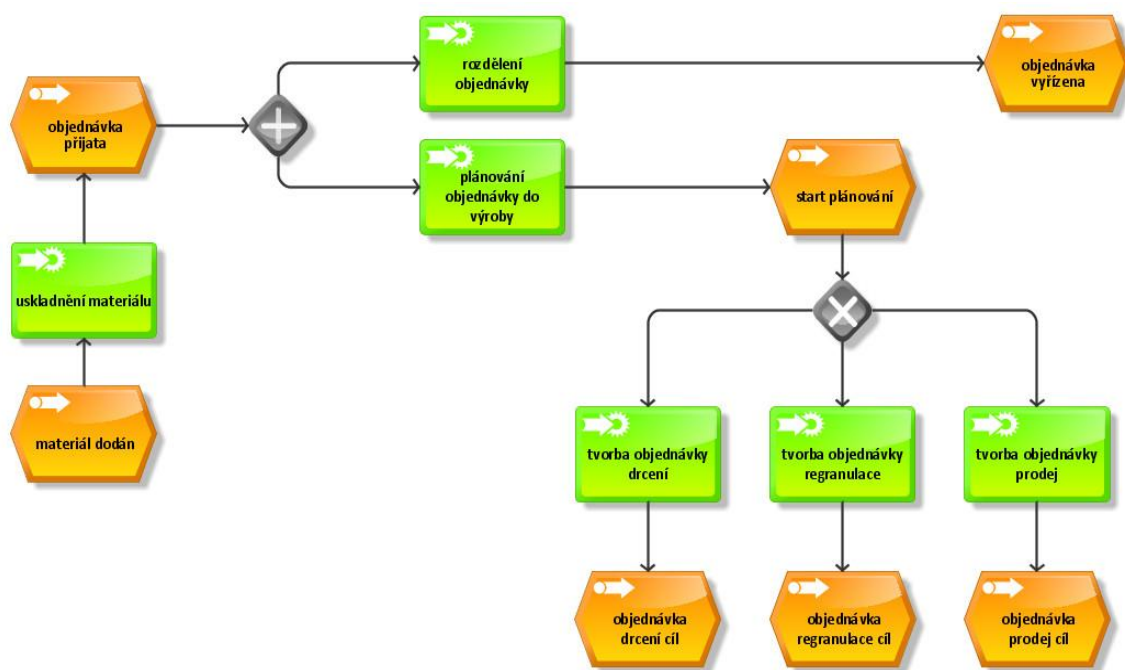 rozdělení
objednávky
objednávka
vyřízena
objednávka
přijata
plánování
objednávky do
výroby
start plánování
uskladnění materiálu
materiál dodán
tvorba objednávky
drcení
tvorba objednávky
regranulace
tvorba objednávky
prodej
objednávka
drcení cíl
objednávka
regranulace cíl
objednávka
prodej cíl